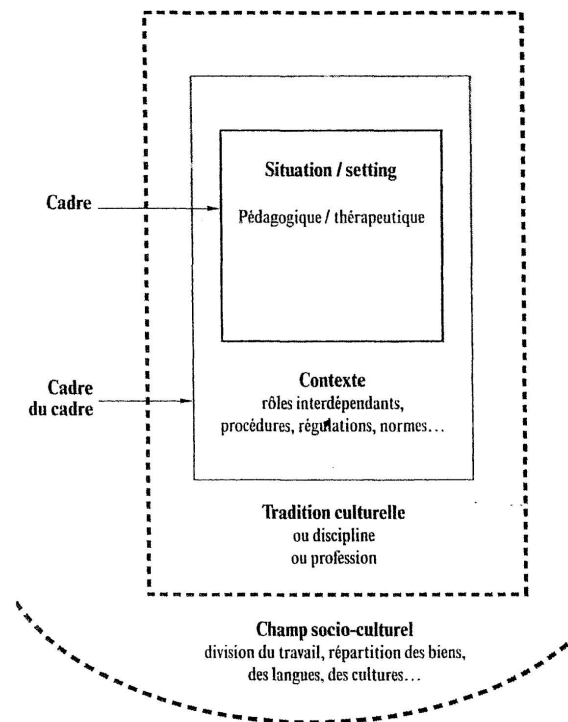 Situation / setting
Cadre
Pédagogique / thérapeutique
Contexte
Cadre
du cadre
rôles interdépendants,
procédures, régulations, normes…
Tradition culturelle
ou discipline
ou profession
Champ socio-culturel
division du travail, répartition des biens,
des langues, des cultures…